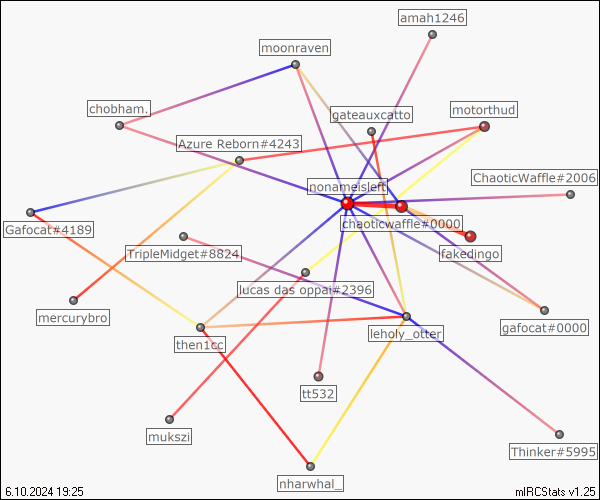 amah1246
moonraven
chobham.
gateauxcatto
motorthud
Azure Reborn#4243
ChaoticWaffle#2006
nonameisleft
chaoticwaffle#0000
Gafocat#4189
TripleMidget#8824
fakedingo
lucas das oppai#2396
mercurybro
gafocat#0000
then1cc
leholy_otter
tt532
mukszi
Thinker#5995
nharwhal_
6.10.2024 19:25
mIRCStats v1.25